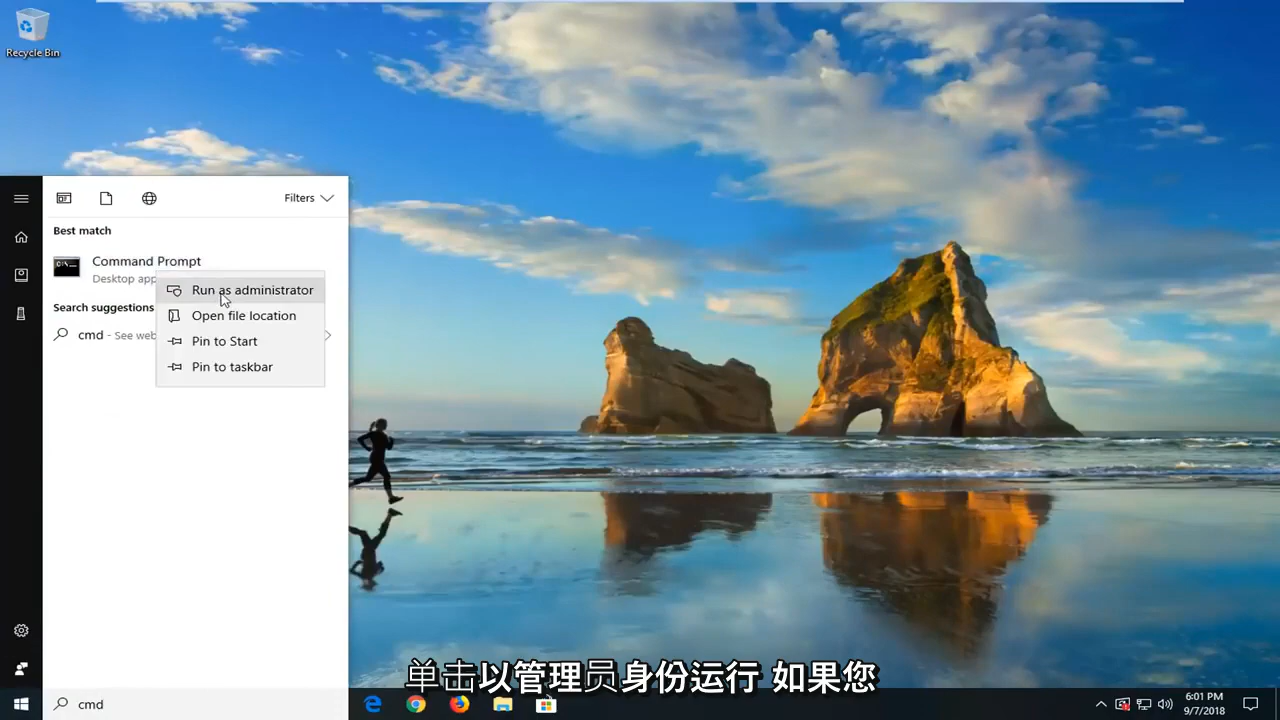 Recycle Bin
Filters
Best match
Command Prompt
Desktop app
Run as administrator
Search suggestions
Open file location
cmd - See web
Pin to Start
Pin to taskbar
单击以管理员身份运行 如果您
cmd
6:01 PM
9/7/2018